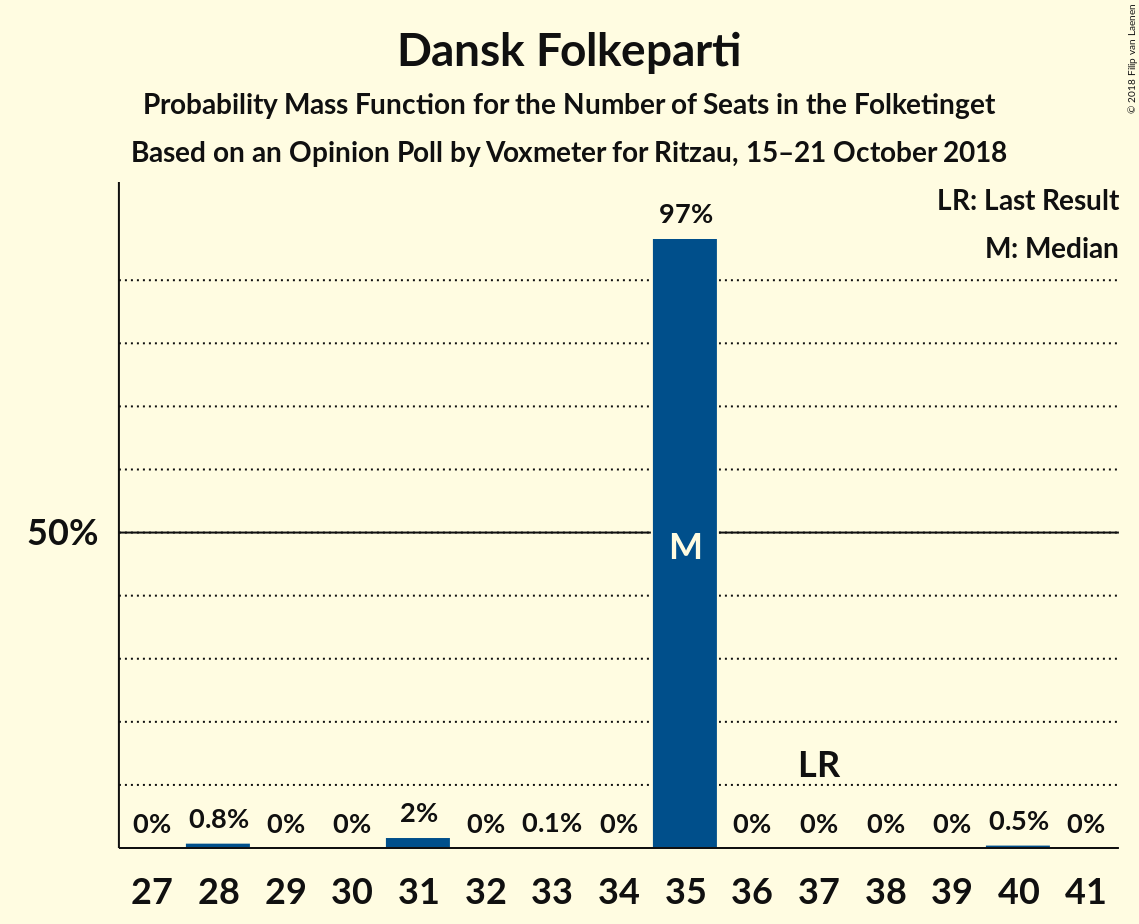 Dansk Folkeparti
Probability Mass Function for the Number of Seats in the Folketinget
Based on an Opinion Poll by Voxmeter for Ritzau, 15–21 October 2018
© 2018 Filip van Laenen
LR: Last Result
M: Median
97%
50%
M
LR
0% 0.8% 0% 0% 2% 0% 0.1% 0% 0% 0% 0% 0% 0.5% 0%
27 28 29 30 31 32 33 34 35 36 37 38 39 40 41